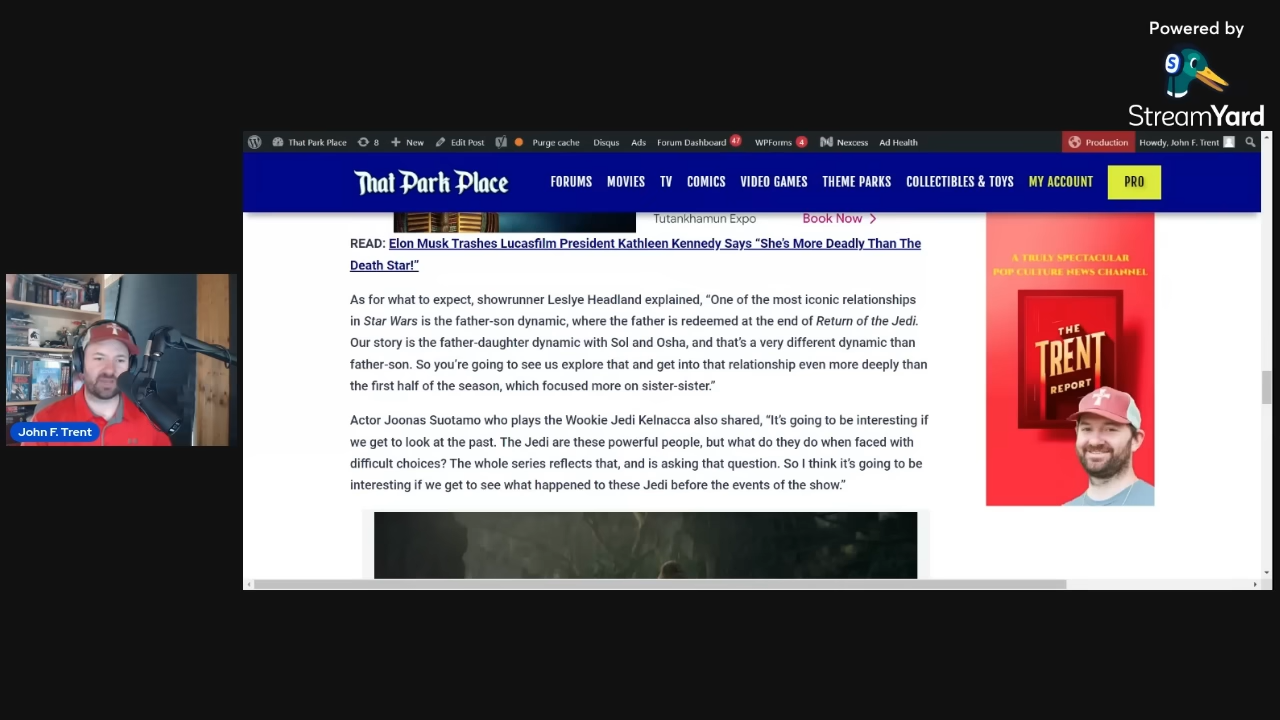 Powered by
S
StreamYard
That Park Place 8 New Edit Post Purge cache Disqus Ads Forum Dashboard 47 WPForms 4 Nexcess Ad Health Production Howdy, John F. Trent
That Park Place FORUMS MOVIES TV COMICS VIDEO GAMES THEME PARKS COLLECTIBLES & TOYS MY ACCOUNT PRO
Tutankhamun Expo Book Now
READ: Elon Musk Trashes Lucasfilm President Kathleen Kennedy Says “She’s More Deadly Than The
Death Star!”
As for what to expect, showrunner Leslye Headland explained, “One of the most iconic relationships
in Star Wars is the father-son dynamic, where the father is redeemed at the end of Return of the Jedi.
Our story is the father-daughter dynamic with Sol and Osha, and that’s a very different dynamic than
father-son. So you’re going to see us explore that and get into that relationship even more deeply than
the first half of the season, which focused more on sister-sister.”
Actor Joonas Suotamo who plays the Wookie Jedi Kelnacca also shared, “It’s going to be interesting if
we get to look at the past. The Jedi are these powerful people, but what do they do when faced with
difficult choices? The whole series reflects that, and is asking that question. So I think it’s going to be
interesting if we get to see what happened to these Jedi before the events of the show.”
A TRULY SPECTACULAR
POP CULTURE NEWS CHANNEL
THE
TRENT
REPORT
John F. Trent